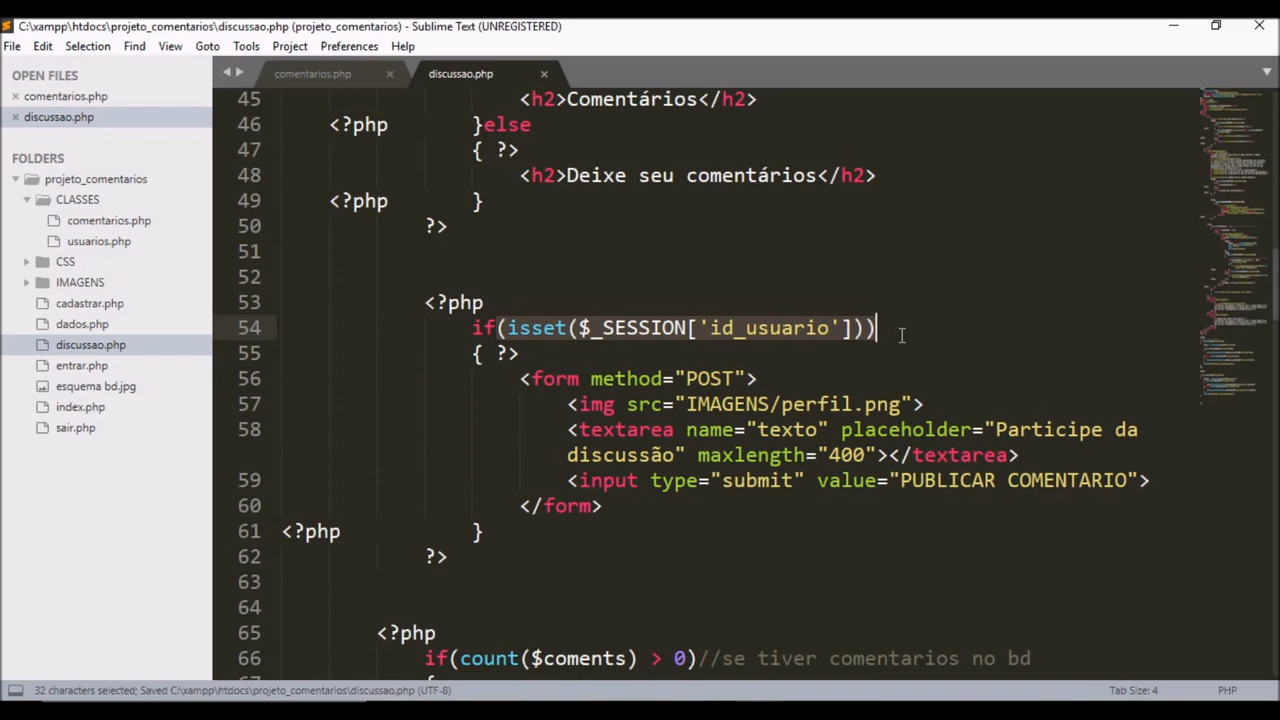 C:\xampp\htdocs\projeto_comentarios\discussao.php (projeto_comentarios) - Sublime Text (UNREGISTERED)
File Edit Selection Find View Goto Tools Project Preferences Help
OPEN FILES
comentarios.php
discussao.php
FOLDERS
projeto_comentarios
CLASSES
comentarios.php
usuarios.php
CSS
IMAGENS
cadastrar.php
dados.php
discussao.php
entrar.php
esquema bd.jpg
index.php
sair.php
comentarios.php discussao.php
45 <h2>Comentários</h2>
46 <?php }else
47 { ?>
48 <h2>Deixe seu comentários</h2>
49 <?php }
50 ?>
51
52
53 <?php
54 if(isset($_SESSION['id_usuario']))
55 { ?>
56 <form method="POST">
57 <img src="IMAGENS/perfil.png">
58 <textarea name="texto" placeholder="Participe da
discussão" maxlength="400"></textarea>
59 <input type="submit" value="PUBLICAR COMENTARIO">
60 </form>
61 <?php }
62 ?>
63
64
65 <?php
66 if(count($coments) > 0)//se tiver comentarios no bd
32 characters selected; Saved C:\xampp\htdocs\projeto_comentarios\discussao.php (UTF-8) Tab Size: 4 PHP